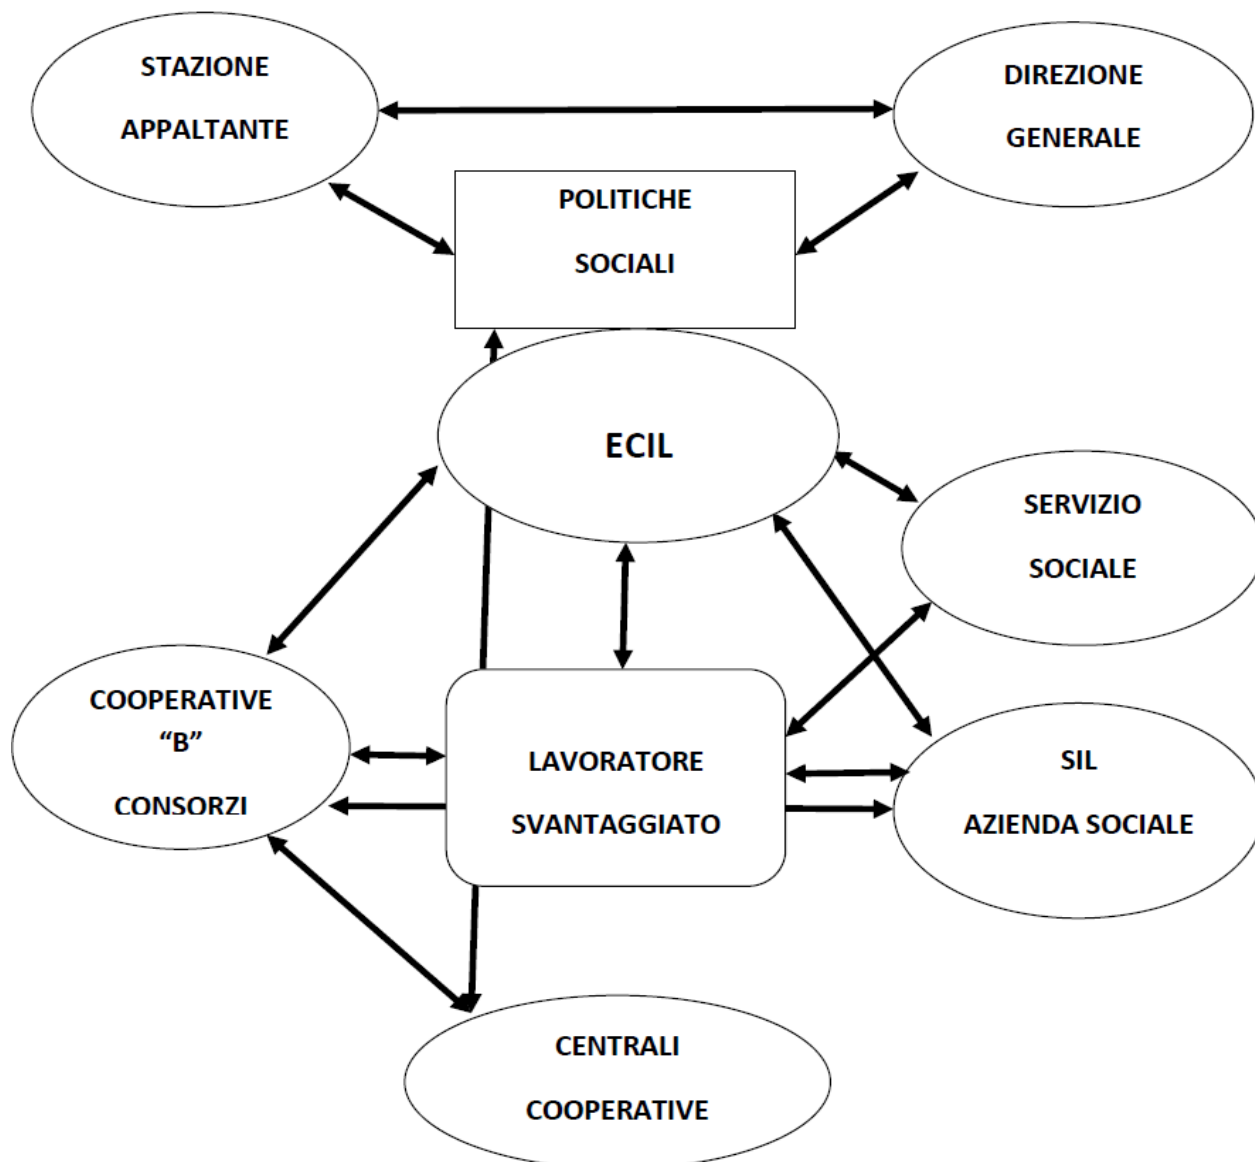 STAZIONE
APPALTANTE
DIREZIONE
GENERALE
POLITICHE
SOCIALI
ECIL
SERVIZIO
SOCIALE
COOPERATIVE
“B”
CONSORZI
LAVORATORE
SVANTAGGIATO
SIL
AZIENDA SOCIALE
CENTRALI
COOPERATIVE